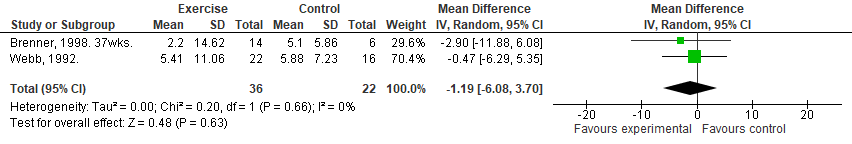 Exercise Control Mean Difference Mean Difference
Study or Subgroup Mean SD Total Mean SD Total Weight IV, Random, 95% CI IV, Random, 95% CI
Brenner, 1998. 37wks. 2.2 14.62 14 5.1 5.86 6 29.6% -2.90 [-11.88, 6.08]
Webb, 1992. 5.41 11.06 22 5.88 7.23 16 70.4% -0.47 [-6.29, 5.35]
Total (95% CI) 36 22 100.0% -1.19 [-6.08, 3.70]
Heterogeneity: Tau² = 0.00; Chi² = 0.20, df = 1 (P = 0.66); I² = 0%
Test for overall effect: Z = 0.48 (P = 0.63)
-20 -10 0 10 20
Favours experimental Favours control